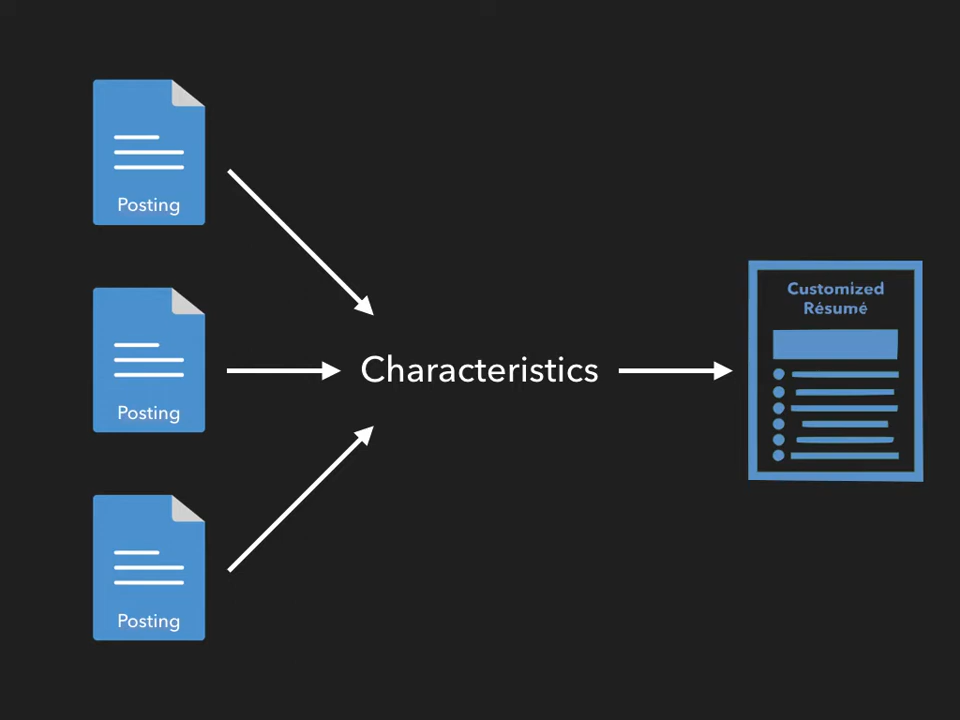 Posting
Posting
Posting
Characteristics
Customized
Résumé